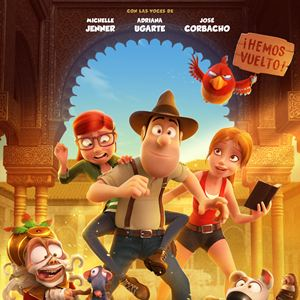 CON LAS VOCES DE
MICHELLE
JENNER
ADRIANA
UGARTE
JOSÉ
CORBACHO
¡HEMOS
VUELTO!